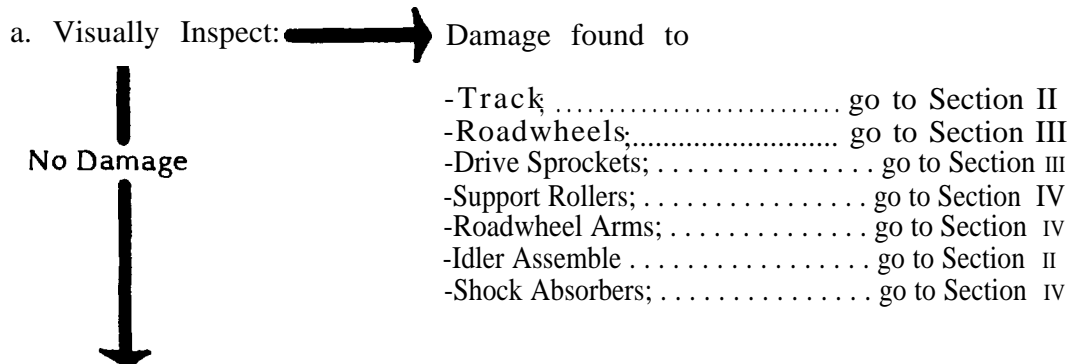 a. Visually Inspect: Damage found to
-Track; ........................... go to Section II
-Roadwheels;.......................... go to Section III
No Damage
-Drive Sprockets; . . . . . . . . . . . . . . . . go to Section III
-Support Rollers; . . . . . . . . . . . . . . . . . go to Section IV
-Roadwheel Arms; . . . . . . . . . . . . . . . go to Section IV
-Idler Assemble . . . . . . . . . . . . . . . . . . go to Section II
-Shock Absorbers; . . . . . . . . . . . . . . . . go to Section IV